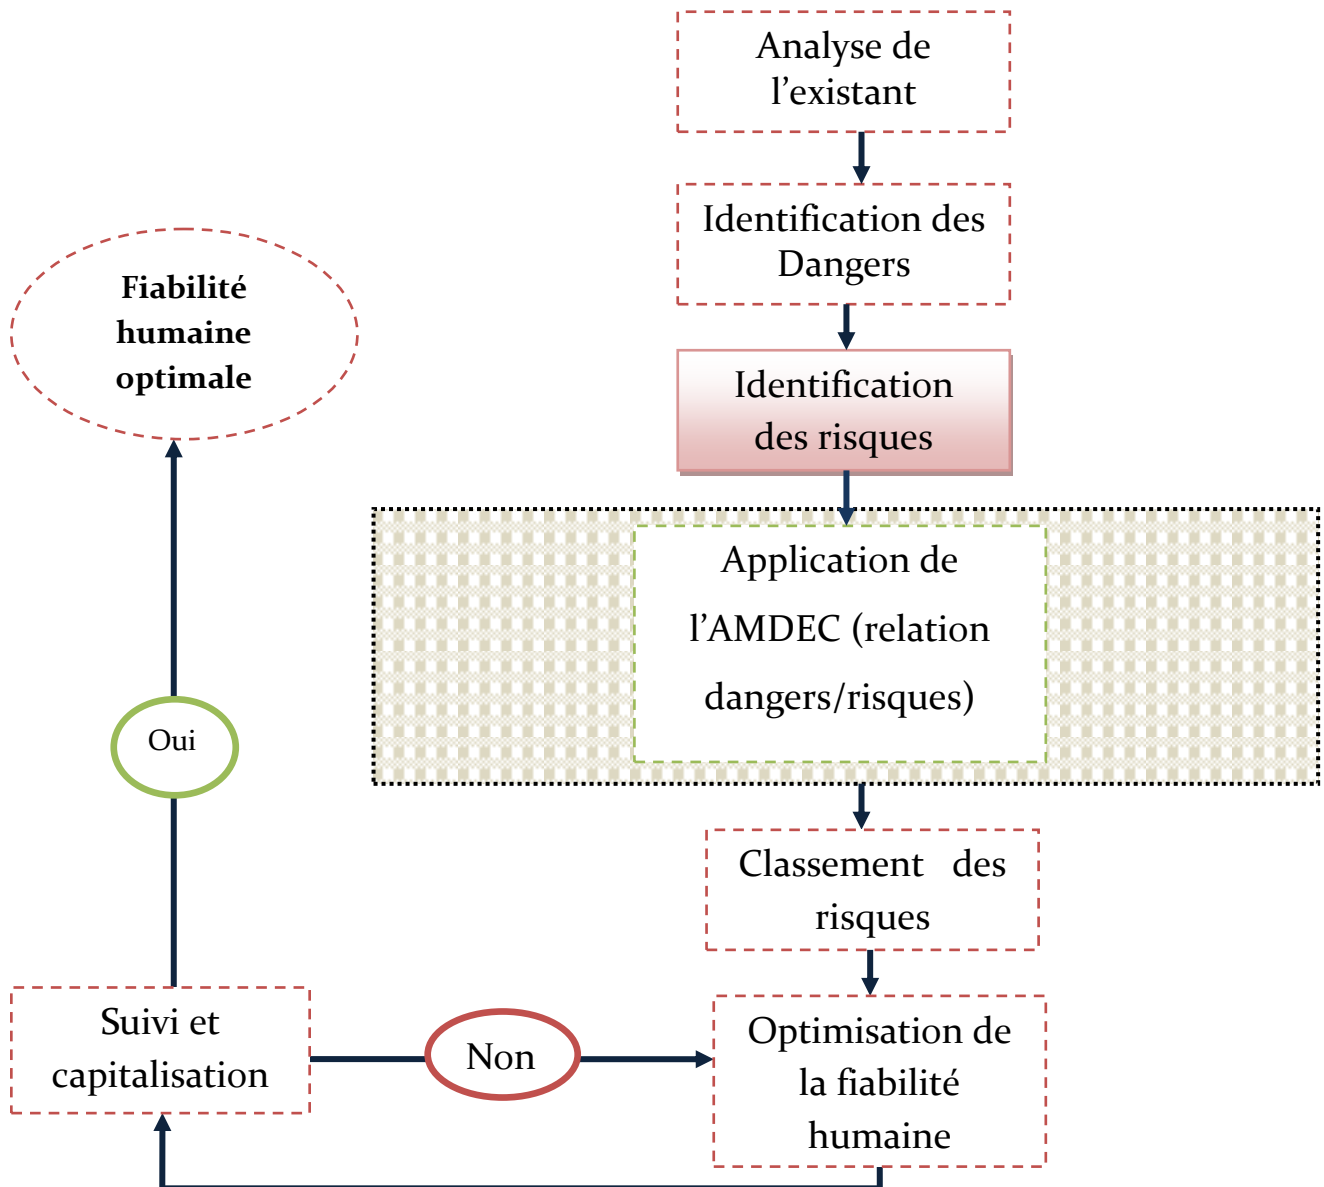 Analyse de
l’existant
Identification des
Dangers
Fiabilité
humaine
optimale
Identification
des risques
Application de
l’AMDEC (relation
dangers/risques)
Oui
Classement des
risques
Suivi et
capitalisation
Non
Optimisation de
la fiabilité
humaine